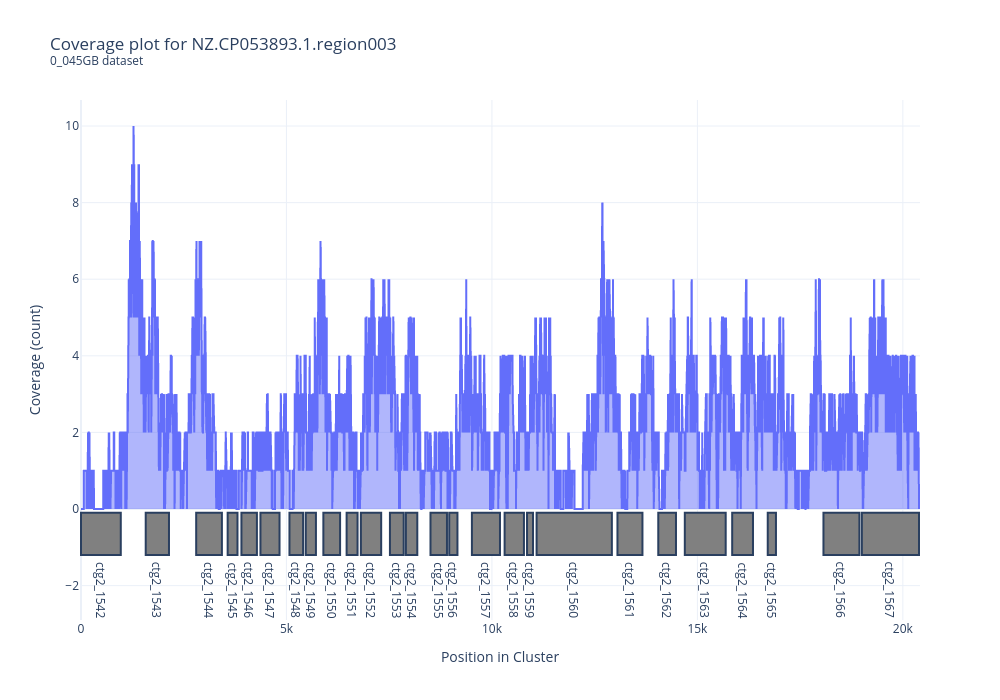 Coverage plot for NZ.CP053893.1.region003
0_045GB dataset
10
8
6
4
2
0
−2
Coverage (count)
ctg2_1542
ctg2_1543
ctg2_1544
ctg2_1545
ctg2_1546
ctg2_1547
ctg2_1548
ctg2_1549
ctg2_1550
ctg2_1551
ctg2_1552
ctg2_1553
ctg2_1554
ctg2_1555
ctg2_1556
ctg2_1557
ctg2_1558
ctg2_1559
ctg2_1560
ctg2_1561
ctg2_1562
ctg2_1563
ctg2_1564
ctg2_1565
ctg2_1566
ctg2_1567
0
5k
10k
15k
20k
Position in Cluster